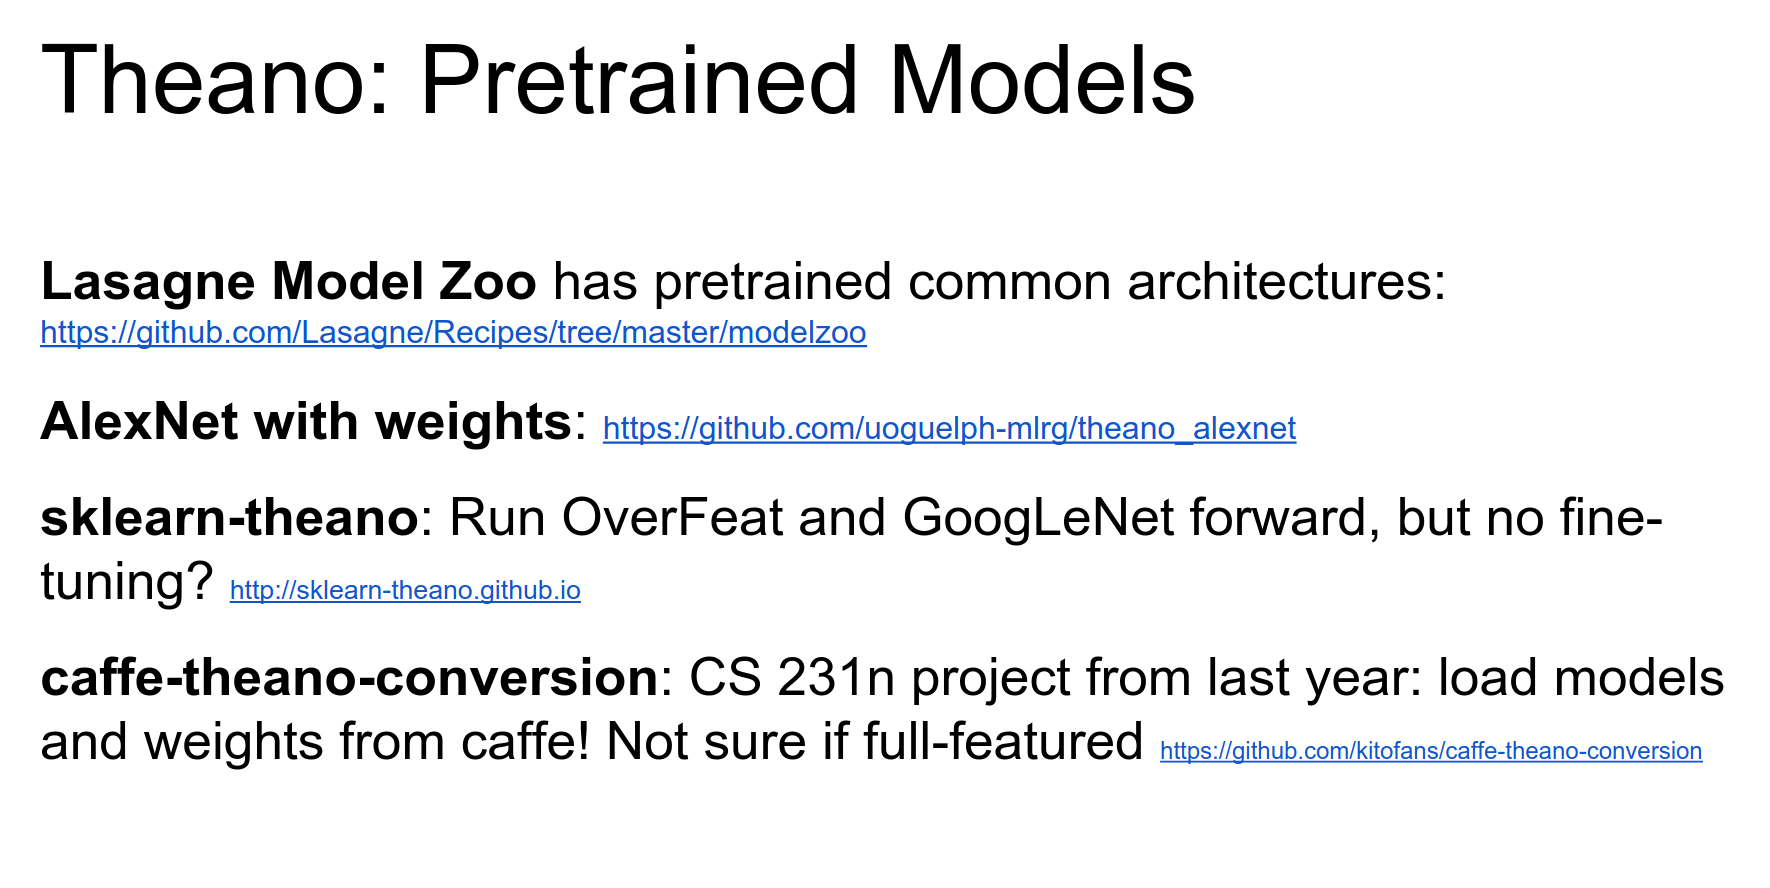 Theano: Pretrained Models
Lasagne Model Zoo has pretrained common architectures:
https://github.com/Lasagne/Recipes/tree/master/modelzoo
AlexNet with weights: https://github.com/uoguelph-mlrg/theano_alexnet
sklearn-theano: Run OverFeat and GoogLeNet forward, but no fine-
tuning? http://sklearn-theano.github.io
caffe-theano-conversion: CS 231n project from last year: load models
and weights from caffe! Not sure if full-featured https://github.com/kitofans/caffe-theano-conversion